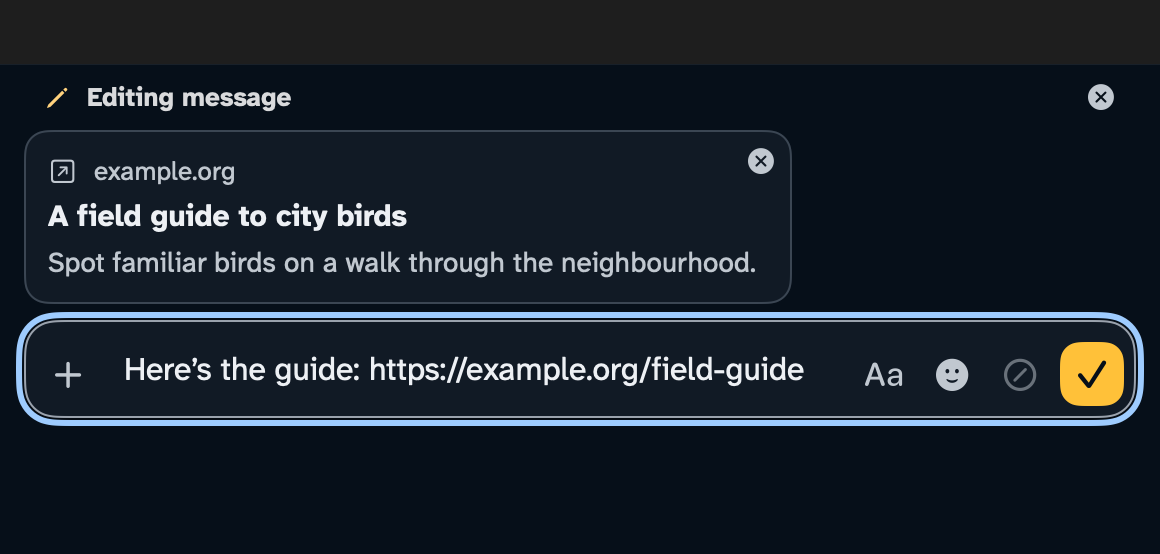 Editing message
example.org
A field guide to city birds
Spot familiar birds on a walk through the neighbourhood.
Here’s the guide: https://example.org/field-guide
Aa